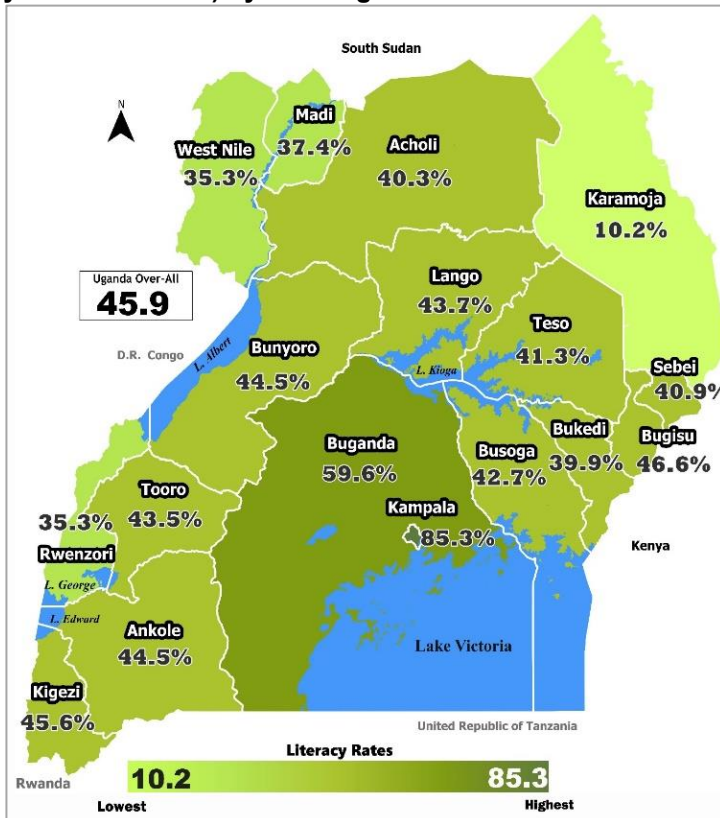 South Sudan
N
Madi
37.4%
West Nile
35.3%
Acholi
40.3%
Karamoja
10.2%
Uganda Over-All
45.9
Lango
43.7%
Teso
41.3%
D.R. Congo
L. Albert
Bunyoro
44.5%
L. Kioga
Sebei
40.9%
Buganda
59.6%
Busoga
42.7%
Bukedi
39.9%
Bugisu
46.6%
Tooro
43.5%
Kampala
85.3%
35.3%
Rwenzori
Kenya
L. George
L. Edward
Ankole
44.5%
Lake Victoria
Kigezi
45.6%
United Republic of Tanzania
Literacy Rates
Rwanda
10.2
85.3
Lowest
Highest